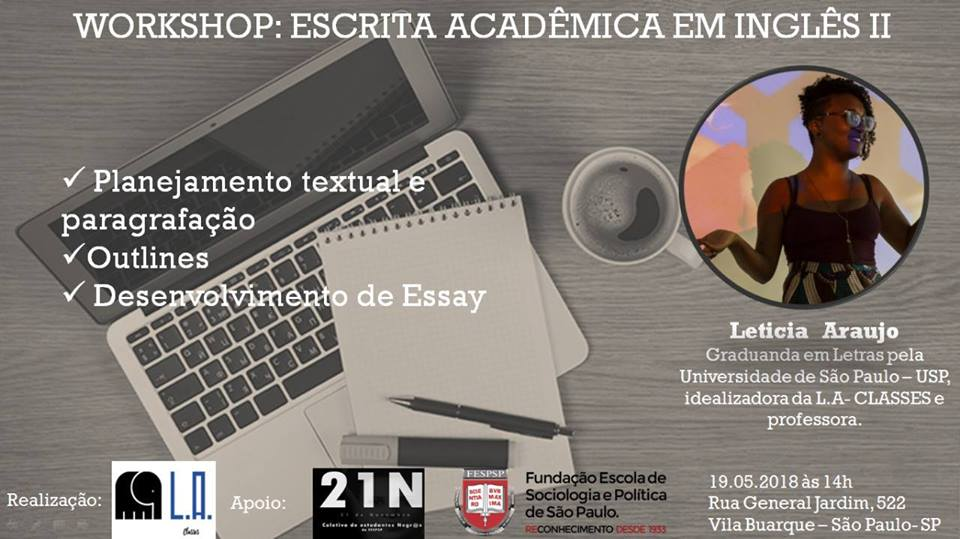 WORKSHOP: ESCRITA ACADÊMICA EM INGLÊS II
✓ Planejamento textual e
paragrafação
✓Outlines
✓ Desenvolvimento de Essay
Leticia Araujo
Graduanda em Letras pela
Universidade de São Paulo – USP,
idealizadora da L.A- CLASSES e
professora.
Realização:
L.A.
Classes
Apoio:
21N
21 de Novembro
Coletivo de estudantes Negr@s
da FESPSP
FESPSP
Fundação Escola de
Sociologia e Política
de São Paulo.
RECONHECIMENTO DESDE 1933
19.05.2018 às 14h
Rua General Jardim, 522
Vila Buarque – São Paulo- SP